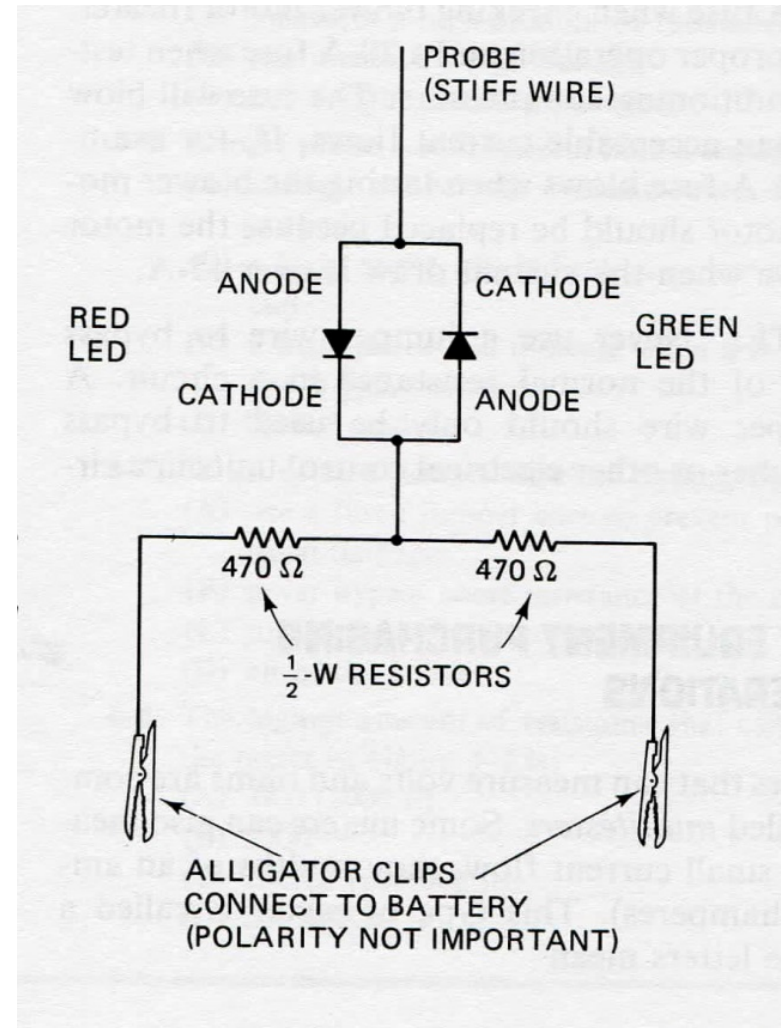 PROBE
(STIFF WIRE)
ANODE
CATHODE
RED
LED
GREEN
LED
CATHODE
ANODE
470 Ω
470 Ω
1/2-W RESISTORS
ALLIGATOR CLIPS
CONNECT TO BATTERY
(POLARITY NOT IMPORTANT)